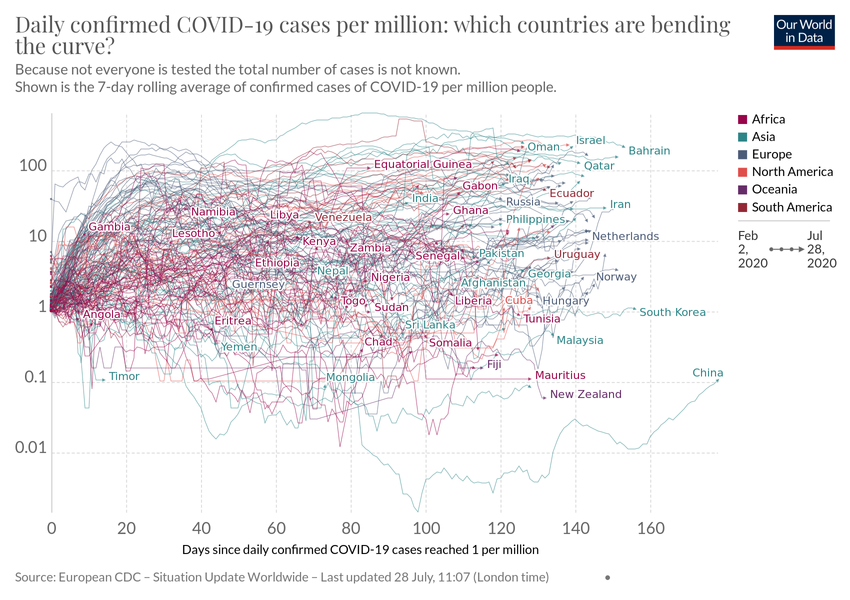 Daily confirmed COVID-19 cases per million: which countries are bending
the curve?
Our World
in Data
Because not everyone is tested the total number of cases is not known.
Shown is the 7-day rolling average of confirmed cases of COVID-19 per million people.
Africa
Asia
Europe
North America
Oceania
South America
Feb
2,
2020
Jul
28,
2020
100
10
1
0.1
0.01
Oman
Israel
Bahrain
Equatorial Guinea
Qatar
Iraq
Gabon
Ecuador
India
Russia
Iran
Namibia
Libya
Venezuela
Ghana
Philippines
Gambia
Lesotho
Kenya
Zambia
Netherlands
Senegal
Pakistan
Uruguay
Ethiopia
Nepal
Nigeria
Georgia
Norway
Guernsey
Afghanistan
Togo
Sudan
Liberia
Cuba
Hungary
Angola
Eritrea
Sri Lanka
Tunisia
South Korea
Yemen
Chad
Somalia
Malaysia
Fiji
Timor
Mongolia
Mauritius
China
New Zealand
0
20
40
60
80
100
120
140
160
Days since daily confirmed COVID-19 cases reached 1 per million
Source: European CDC – Situation Update Worldwide – Last updated 28 July, 11:07 (London time)